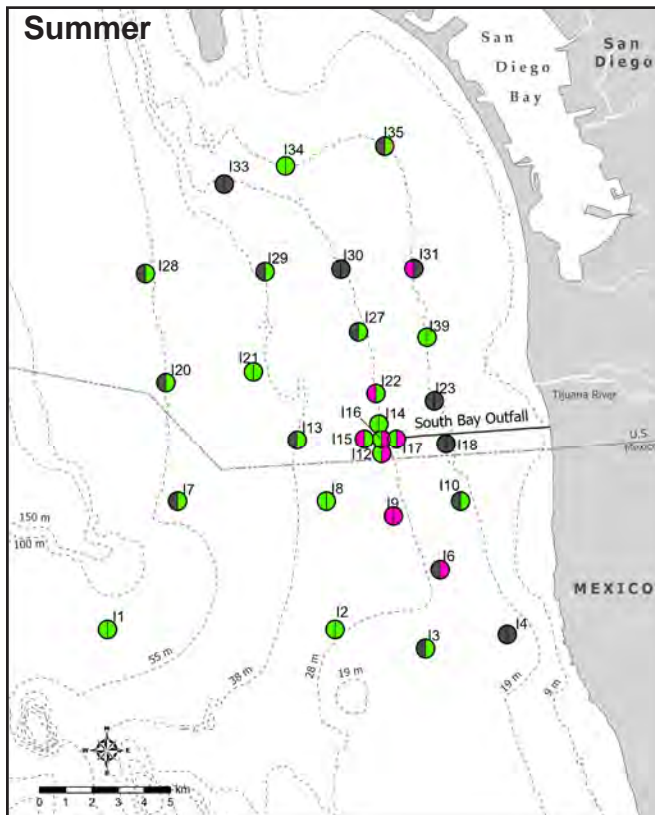 Summer
San
Diego
Bay
San
Diego
I35
I34
I33
I28
I29
I30
I31
I27
I39
I21
I20
I22
I23
I16
I14
I13
I15
South Bay Outfall
Tijuana River
U.S.
Mexico
I12
I17
I18
I7
I8
I9
I10
150 m
100 m
I6
MEXICO
I1
I2
I3
I4
55 m
38 m
28 m
19 m
19 m
9 m
N
W
E
S
0 1 2 3 4 5 km